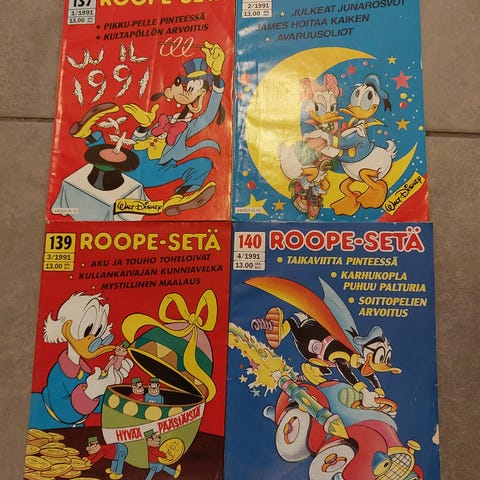 137 ROOPE-SETÄ
1/1991
13,00
• PIKKU-PELLE PINTEESSÄ
• KULTAPÖLLÖN ARVOITUS
1991
WALT DISNEY
2/1991
13,00
• JULKEAT JUNAROSVOT
JAMES HOITAA KAIKEN
• AVARUUSOLIOT
WALT DISNEY
139 ROOPE-SETÄ
3/1991
13,00
• AKU JA TOUHO TOHELOIVAT
• KULLANKAIVAJAN KUNNIAVELKA
• MYSTILLINEN MAALAUS
HYVÄÄ PÄÄSIÄISTÄ
140 ROOPE-SETÄ
4/1991
13,00
• TAIKAVIITTA PINTEESSÄ
• KARHUKOPLA
PUHUU PALTURIA
• SOITTOPELIEN
ARVOITUS